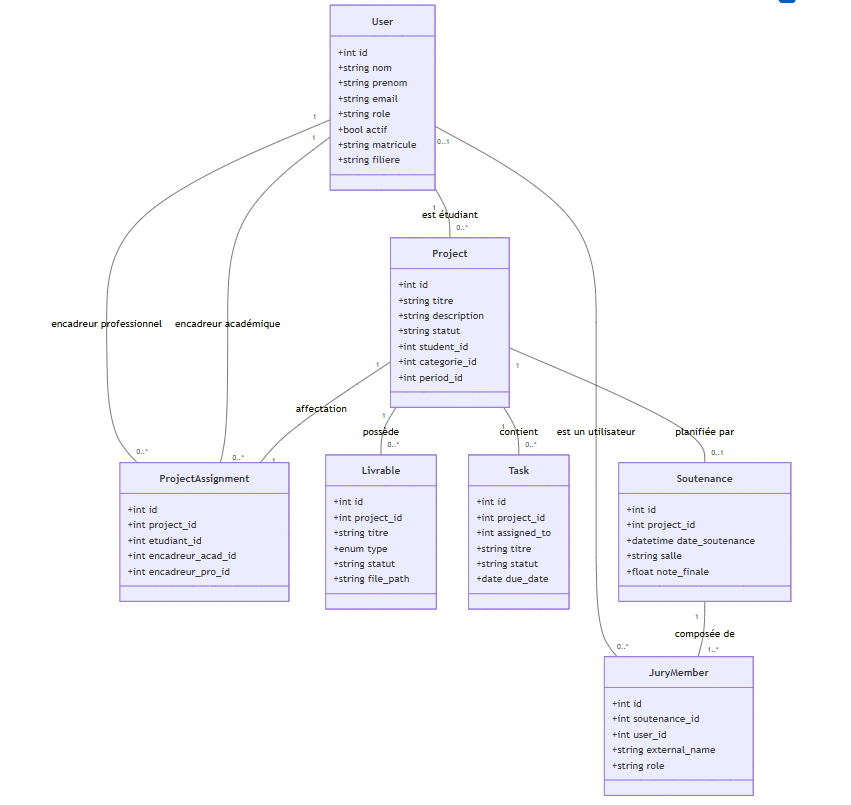 User
+int id
+string nom
+string prenom
+string email
+string role
+bool actif
+string matricule
+string filiere
1
1
0..1
1
est étudiant
0..*
Project
+int id
+string titre
+string description
+string statut
+int student_id
+int categorie_id
+int period_id
encadreur professionnel
encadreur académique
1
1
affectation
1
possède
1
contient
est un utilisateur
planifiée par
0..*
0..*
1
0..*
0..*
0..1
ProjectAssignment
+int id
+int project_id
+int etudiant_id
+int encadreur_acad_id
+int encadreur_pro_id
Livrable
+int id
+int project_id
+string titre
+enum type
+string statut
+string file_path
Task
+int id
+int project_id
+int assigned_to
+string titre
+string statut
+date due_date
Soutenance
+int id
+int project_id
+datetime date_soutenance
+string salle
+float note_finale
1
composée de
0..*
1..*
JuryMember
+int id
+int soutenance_id
+int user_id
+string external_name
+string role